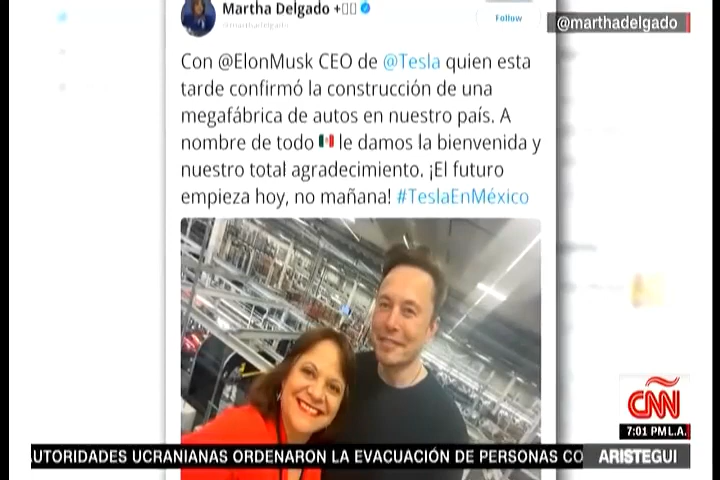 Martha Delgado +
@marthadelgado
Follow
@marthadelgado
Con @ElonMusk CEO de @Tesla quien esta
tarde confirmó la construcción de una
megafábrica de autos en nuestro país. A
nombre de todo 🇲🇽 le damos la bienvenida y
nuestro total agradecimiento. ¡El futuro
empieza hoy, no mañana! #TeslaEnMéxico
CNN
7:01 PM L.A.
UTORIDADES UCRANIANAS ORDENARON LA EVACUACIÓN DE PERSONAS CO
ARISTEGUI